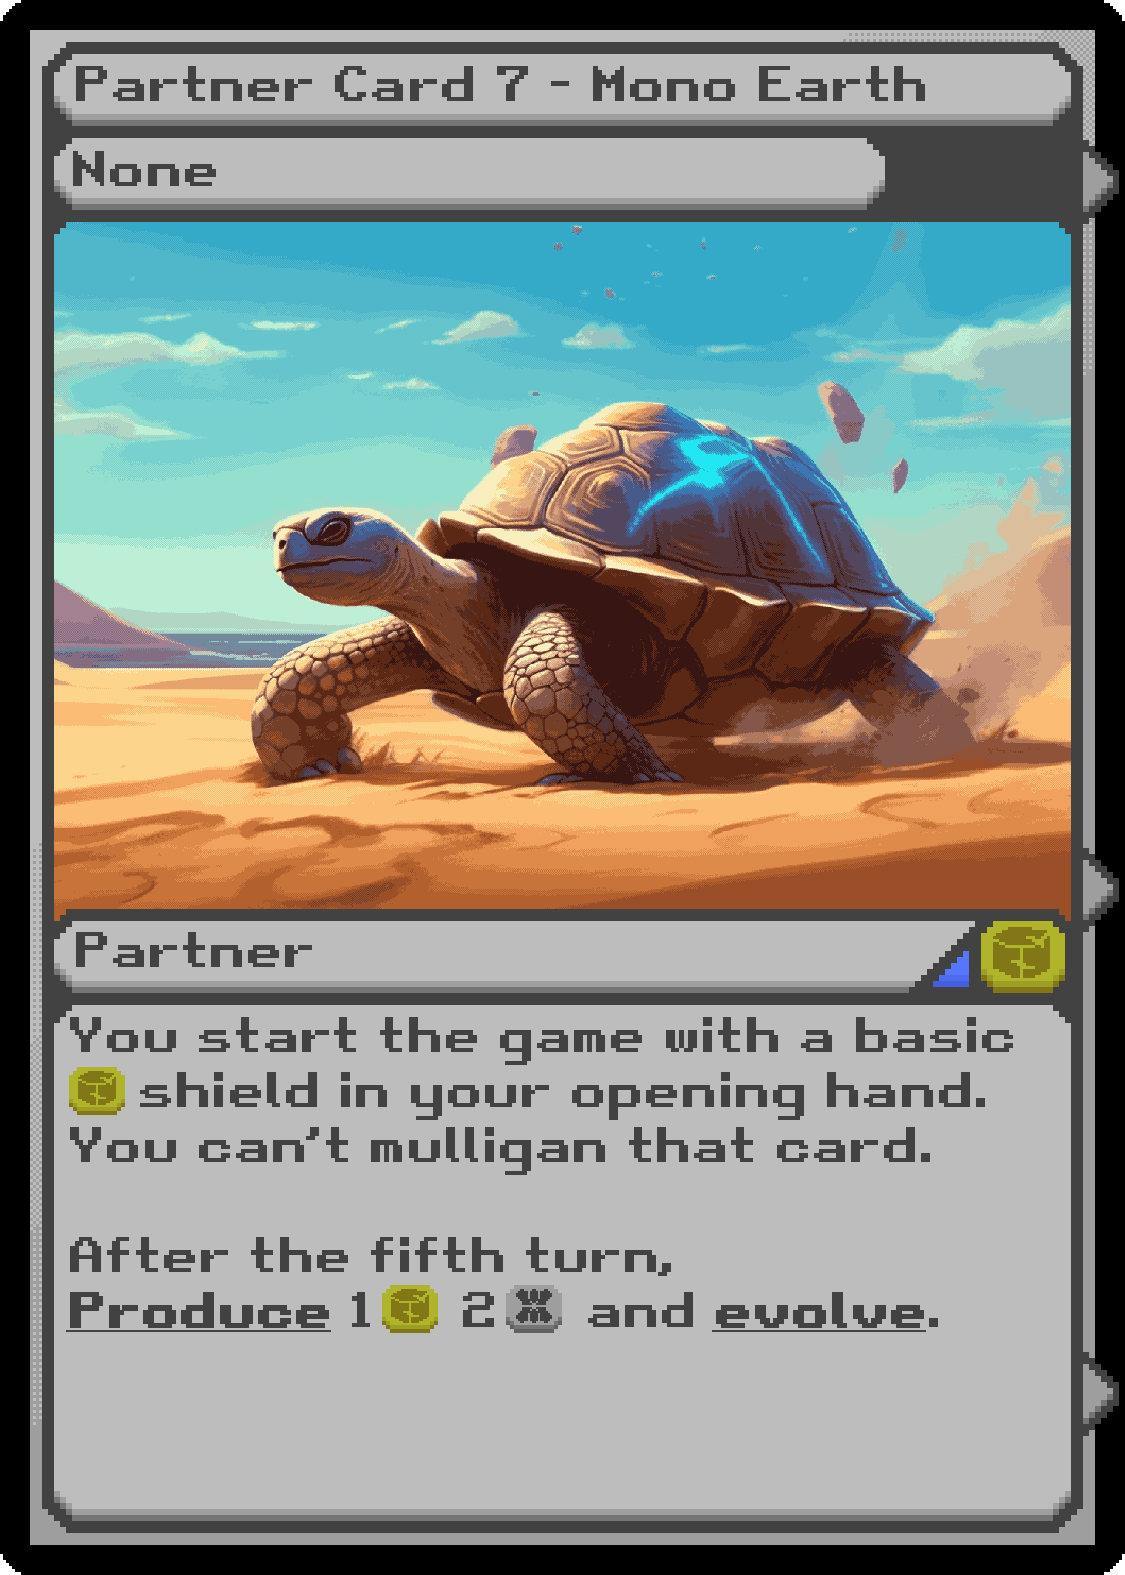 Partner Card 7 - Mono Earth
None
Partner
You start the game with a basic
shield in your opening hand.
You can't mulligan that card.
After the fifth turn,
Produce 1 2 and evolve.